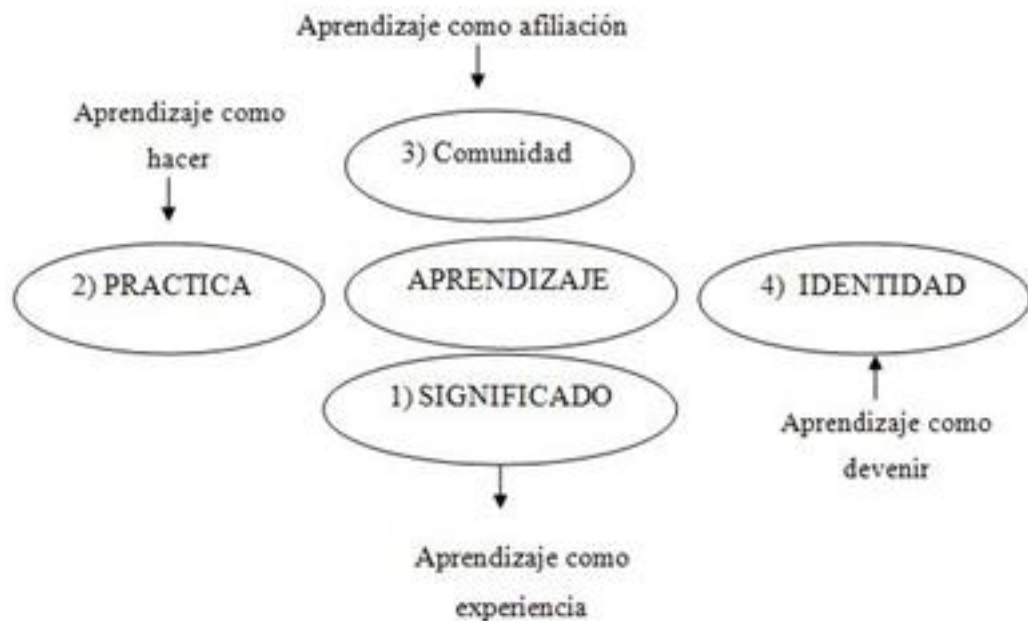 Aprendizaje como afiliación
Aprendizaje como
hacer
3) Comunidad
2) PRACTICA
APRENDIZAJE
4) IDENTIDAD
1) SIGNIFICADO
Aprendizaje como
devenir
Aprendizaje como
experiencia